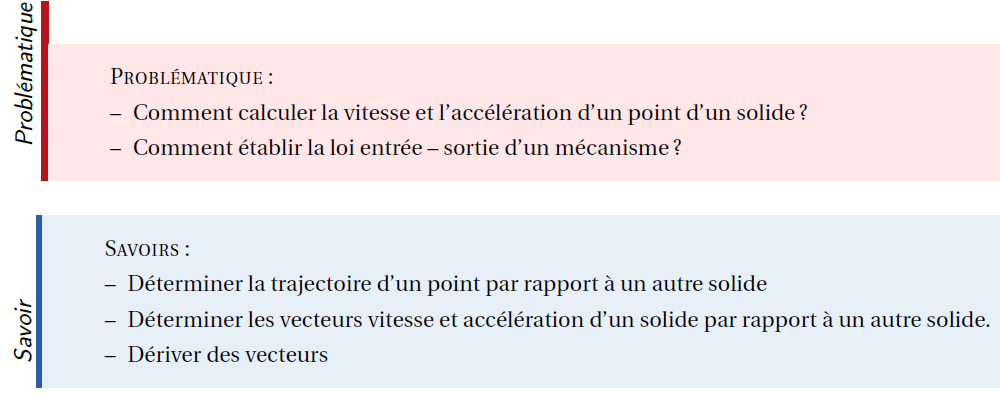 Problématique
PROBLÉMATIQUE :
– Comment calculer la vitesse et l'accélération d'un point d'un solide ?
– Comment établir la loi entrée – sortie d'un mécanisme ?
Savoir
SAVOIRS :
– Déterminer la trajectoire d'un point par rapport à un autre solide
– Déterminer les vecteurs vitesse et accélération d'un solide par rapport à un autre solide.
– Dériver des vecteurs